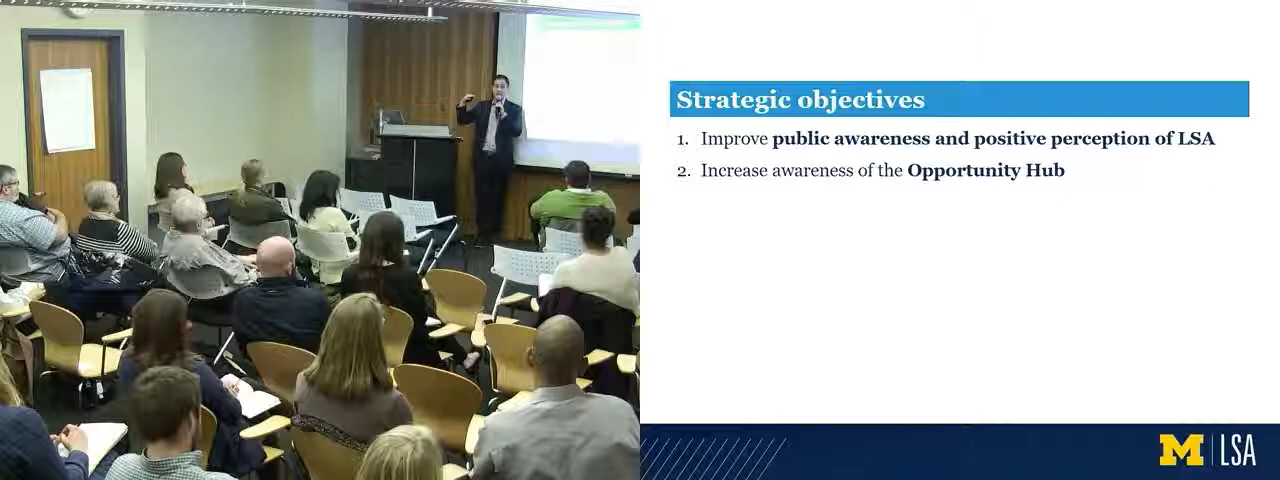 Strategic objectives
1. Improve public awareness and positive perception of LSA
2. Increase awareness of the Opportunity Hub
M | LSA